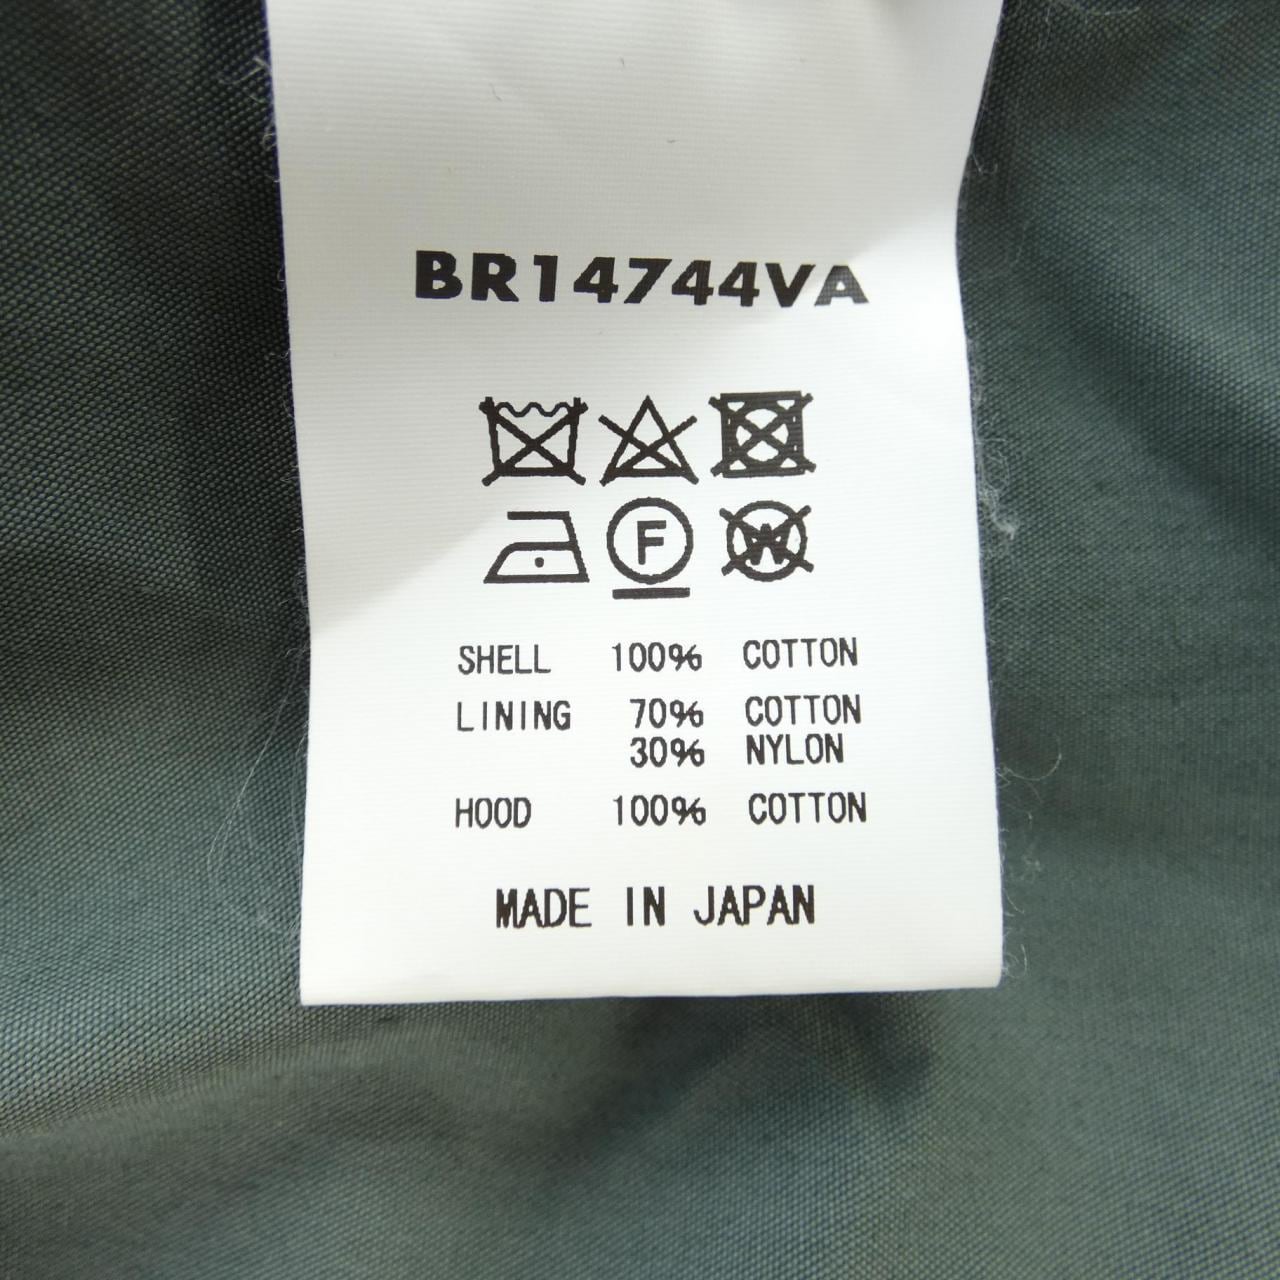 BR14744VA
F
W
SHELL 100% COTTON
LINING 70% COTTON
30% NYLON
HOOD 100% COTTON
MADE IN JAPAN